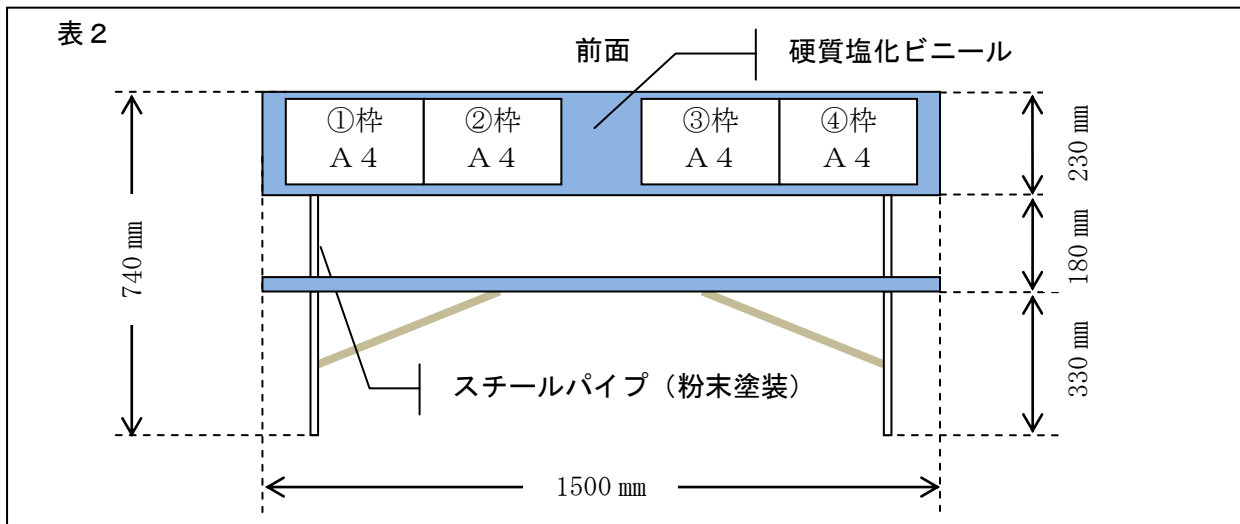 表２
前面
硬質塩化ビニール
①枠
Ａ４
②枠
Ａ４
③枠
Ａ４
④枠
Ａ４
230 ㎜
740 ㎜
180 ㎜
330 ㎜
スチールパイプ（粉末塗装）
1500 ㎜